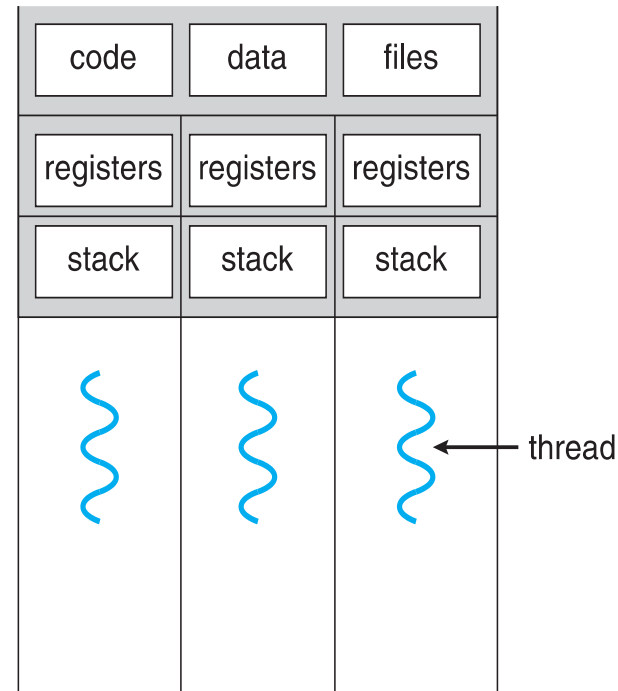 code data files
registers registers registers
stack stack stack
thread